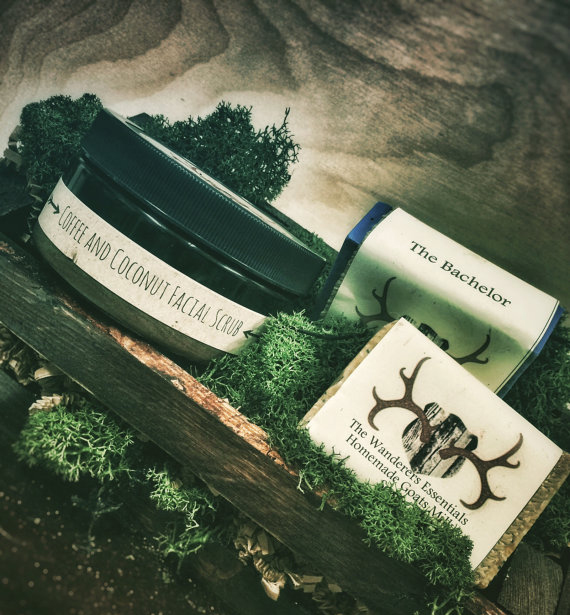 Coffee and Coconut Facial Scrub
The Bachelor
The Wanderers Essentials
Homemade Goats Milk